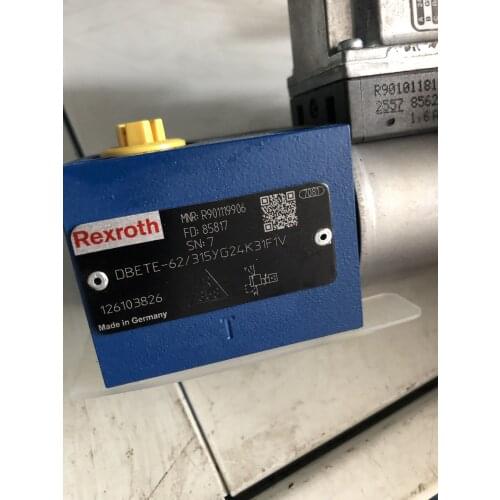 Rexroth
MNR: R901119906
FD: 85817
SN: 7
7081
DBETE-62/315YG24K31F1V
126103826
Made in Germany
T
R90101181
2557 8562
1,6A